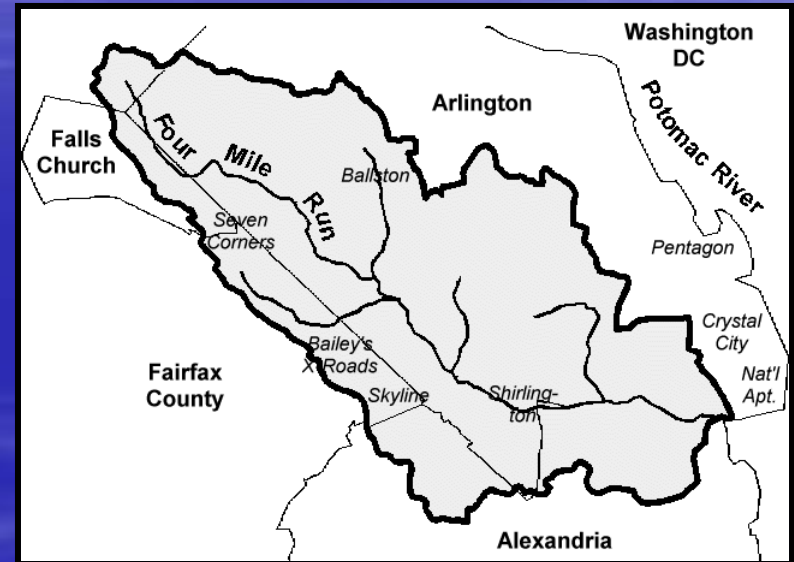 Washington
DC
Arlington
Potomac River
Falls
Church
Four Mile Run
Ballston
Seven
Corners
Pentagon
Crystal
City
Bailey's
X Roads
Nat'l
Apt.
Fairfax
County
Skyline
Shirling-
ton
Alexandria